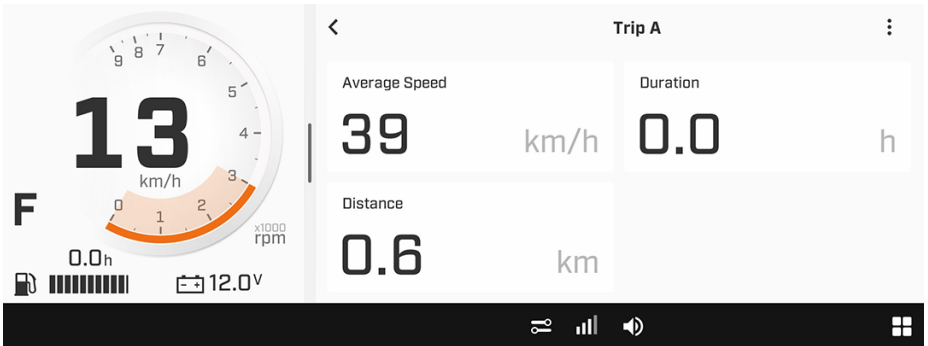 9 8 7 6
5
13
4
km/h
3
0 1 2
x1000
rpm
F
0.0h
12.0V
Trip A
Average Speed
39 km/h
Duration
0.0 h
Distance
0.6 km